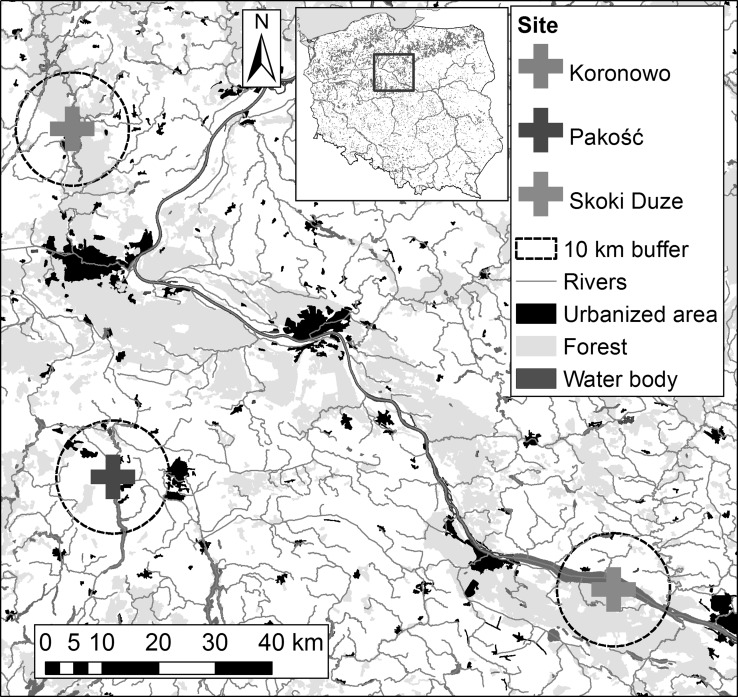 N
Site
Koronowo
Pakość
Skoki Duze
10 km buffer
Rivers
Urbanized area
Forest
Water body
0 5 10 20 30 40 km